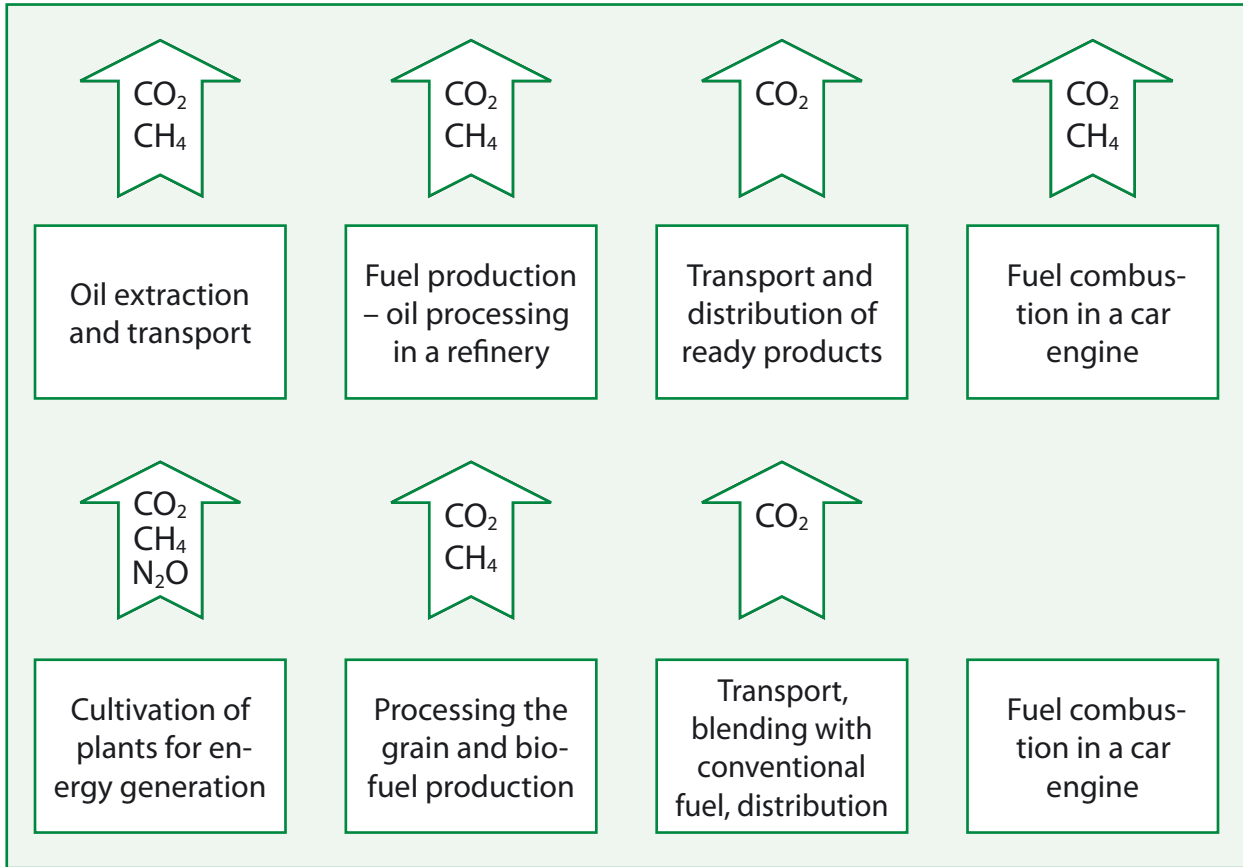 CO₂
CH₄
CO₂
CH₄
CO₂
CO₂
CH₄
Oil extraction
and transport
Fuel production
– oil processing
in a refinery
Transport and
distribution of
ready products
Fuel combus-
tion in a car
engine
CO₂
CH₄
N₂O
CO₂
CH₄
CO₂
Cultivation of
plants for en-
ergy generation
Processing the
grain and bio-
fuel production
Transport,
blending with
conventional
fuel, distribution
Fuel combus-
tion in a car
engine